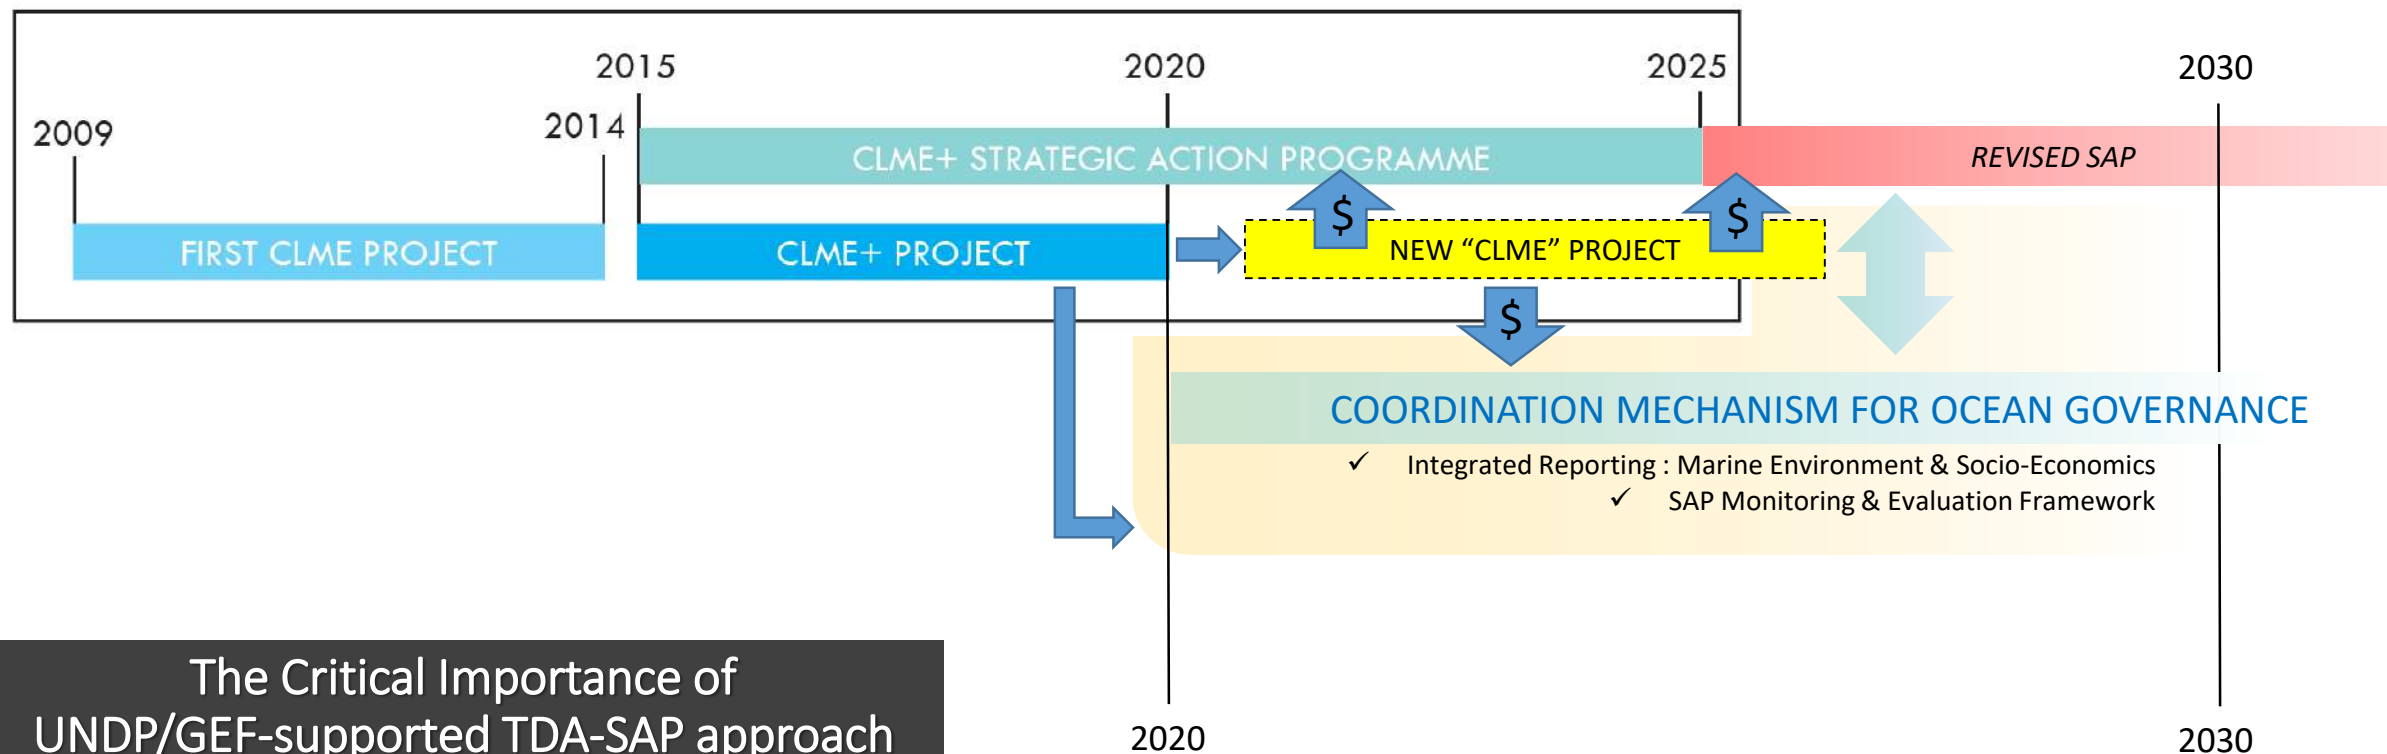 2015
2020
2025
2030
2009
2014
CLME+ STRATEGIC ACTION PROGRAMME
REVISED SAP
$
$
FIRST CLME PROJECT
CLME+ PROJECT
NEW “CLME” PROJECT
$
COORDINATION MECHANISM FOR OCEAN GOVERNANCE
✓ Integrated Reporting : Marine Environment & Socio-Economics
✓ SAP Monitoring & Evaluation Framework
The Critical Importance of
UNDP/GEF-supported TDA-SAP approach
2020
2030